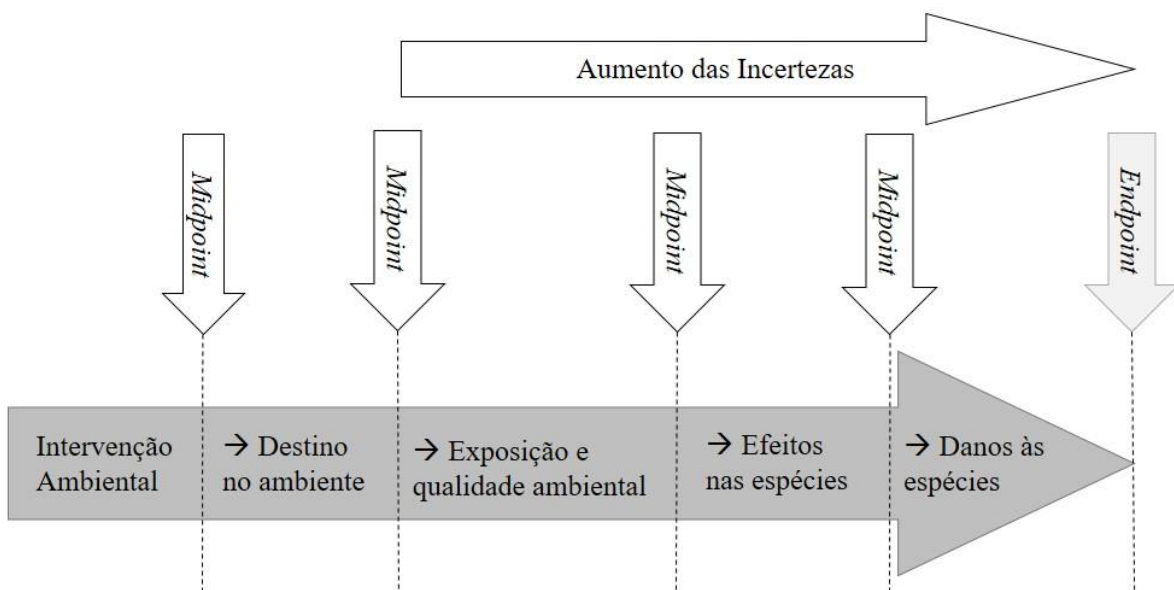 Aumento das Incertezas
Midpoint
Midpoint
Midpoint
Midpoint
Endpoint
Intervenção
Ambiental
→ Destino
no ambiente
→ Exposição e
qualidade ambiental
→ Efeitos
nas espécies
→ Danos às
espécies